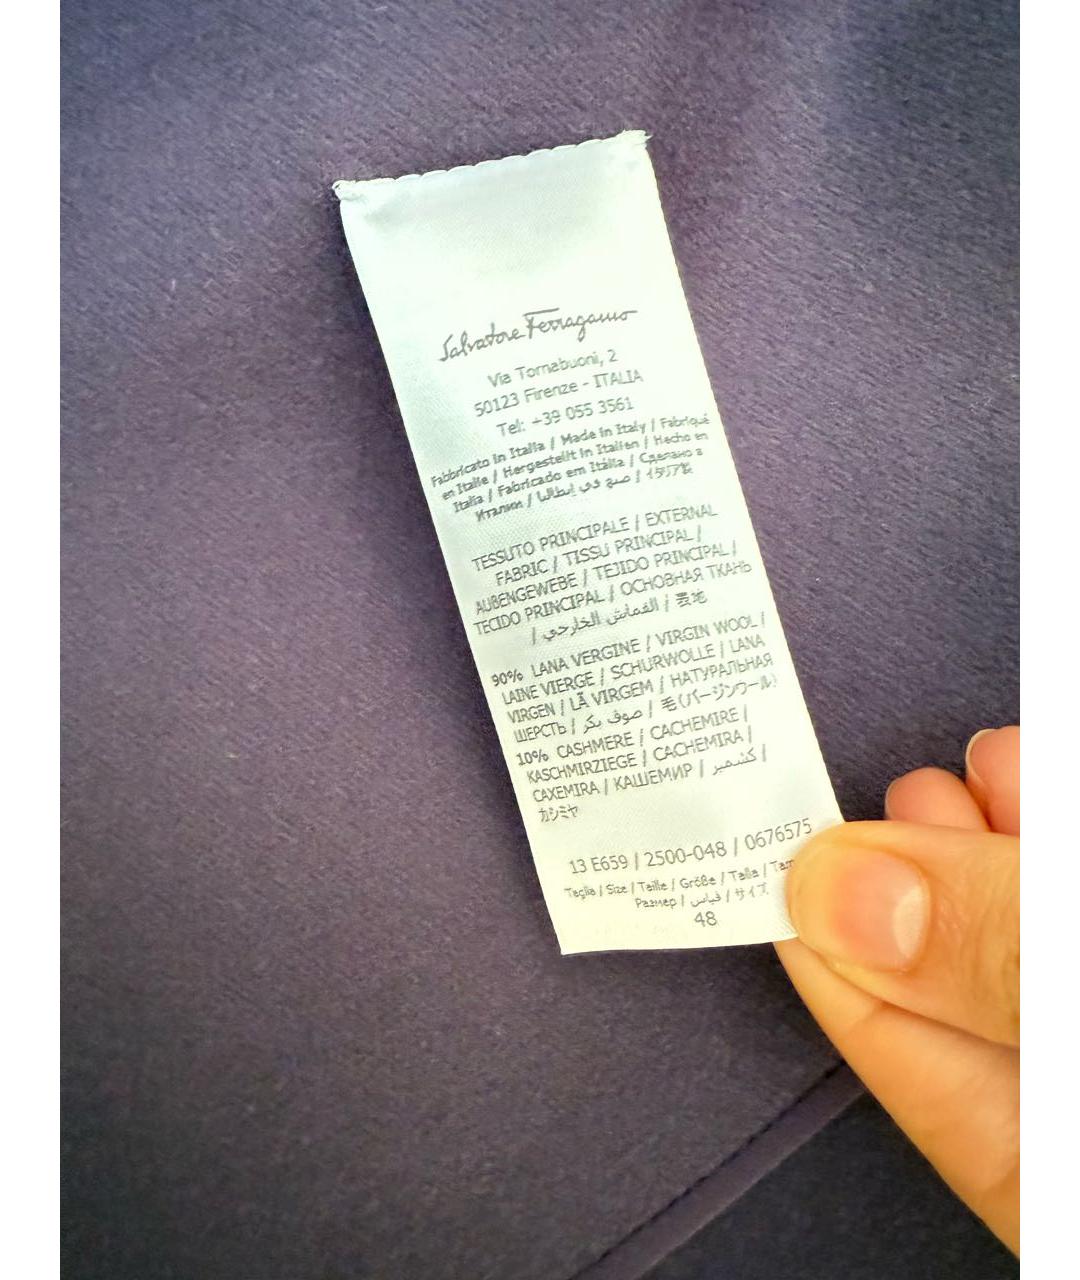 Salvatore Ferragamo
Via Tornabuoni, 2
50123 Firenze - ITALIA
Tel: +39 055 3561
Fabbricato in Italia / Made in Italy / Fabriqué
en Italie / Hergestellt in Italien / Hecho en
Italia / Fabricado em Itália / Сделано в
Италии / صنع في إيطاليا / イタリア製
TESSUTO PRINCIPALE / EXTERNAL
FABRIC / TISSU PRINCIPAL /
AUßENGEWEBE / TEJIDO PRINCIPAL /
TECIDO PRINCIPAL / ОСНОВНАЯ ТКАНЬ
/ القماش الخارجي / 表地
90% LANA VERGINE / VIRGIN WOOL /
LAINE VIERGE / SCHURWOLLE / LANA
VIRGEN / LÃ VIRGEM / НАТУРАЛЬНАЯ
ШЕРСТЬ / صوف بكر / 毛(バージンウール)
10% CASHMERE / CACHEMIRE /
KASCHMIRZIEGE / CACHEMIRA /
CAXEMIRA / КАШЕМИР / كشمير /
カシミヤ
13 E659 / 2500-048 / 0676575
Taglia / Size / Taille / Größe / Talla / Tam
Размер / قياس / サイズ
48